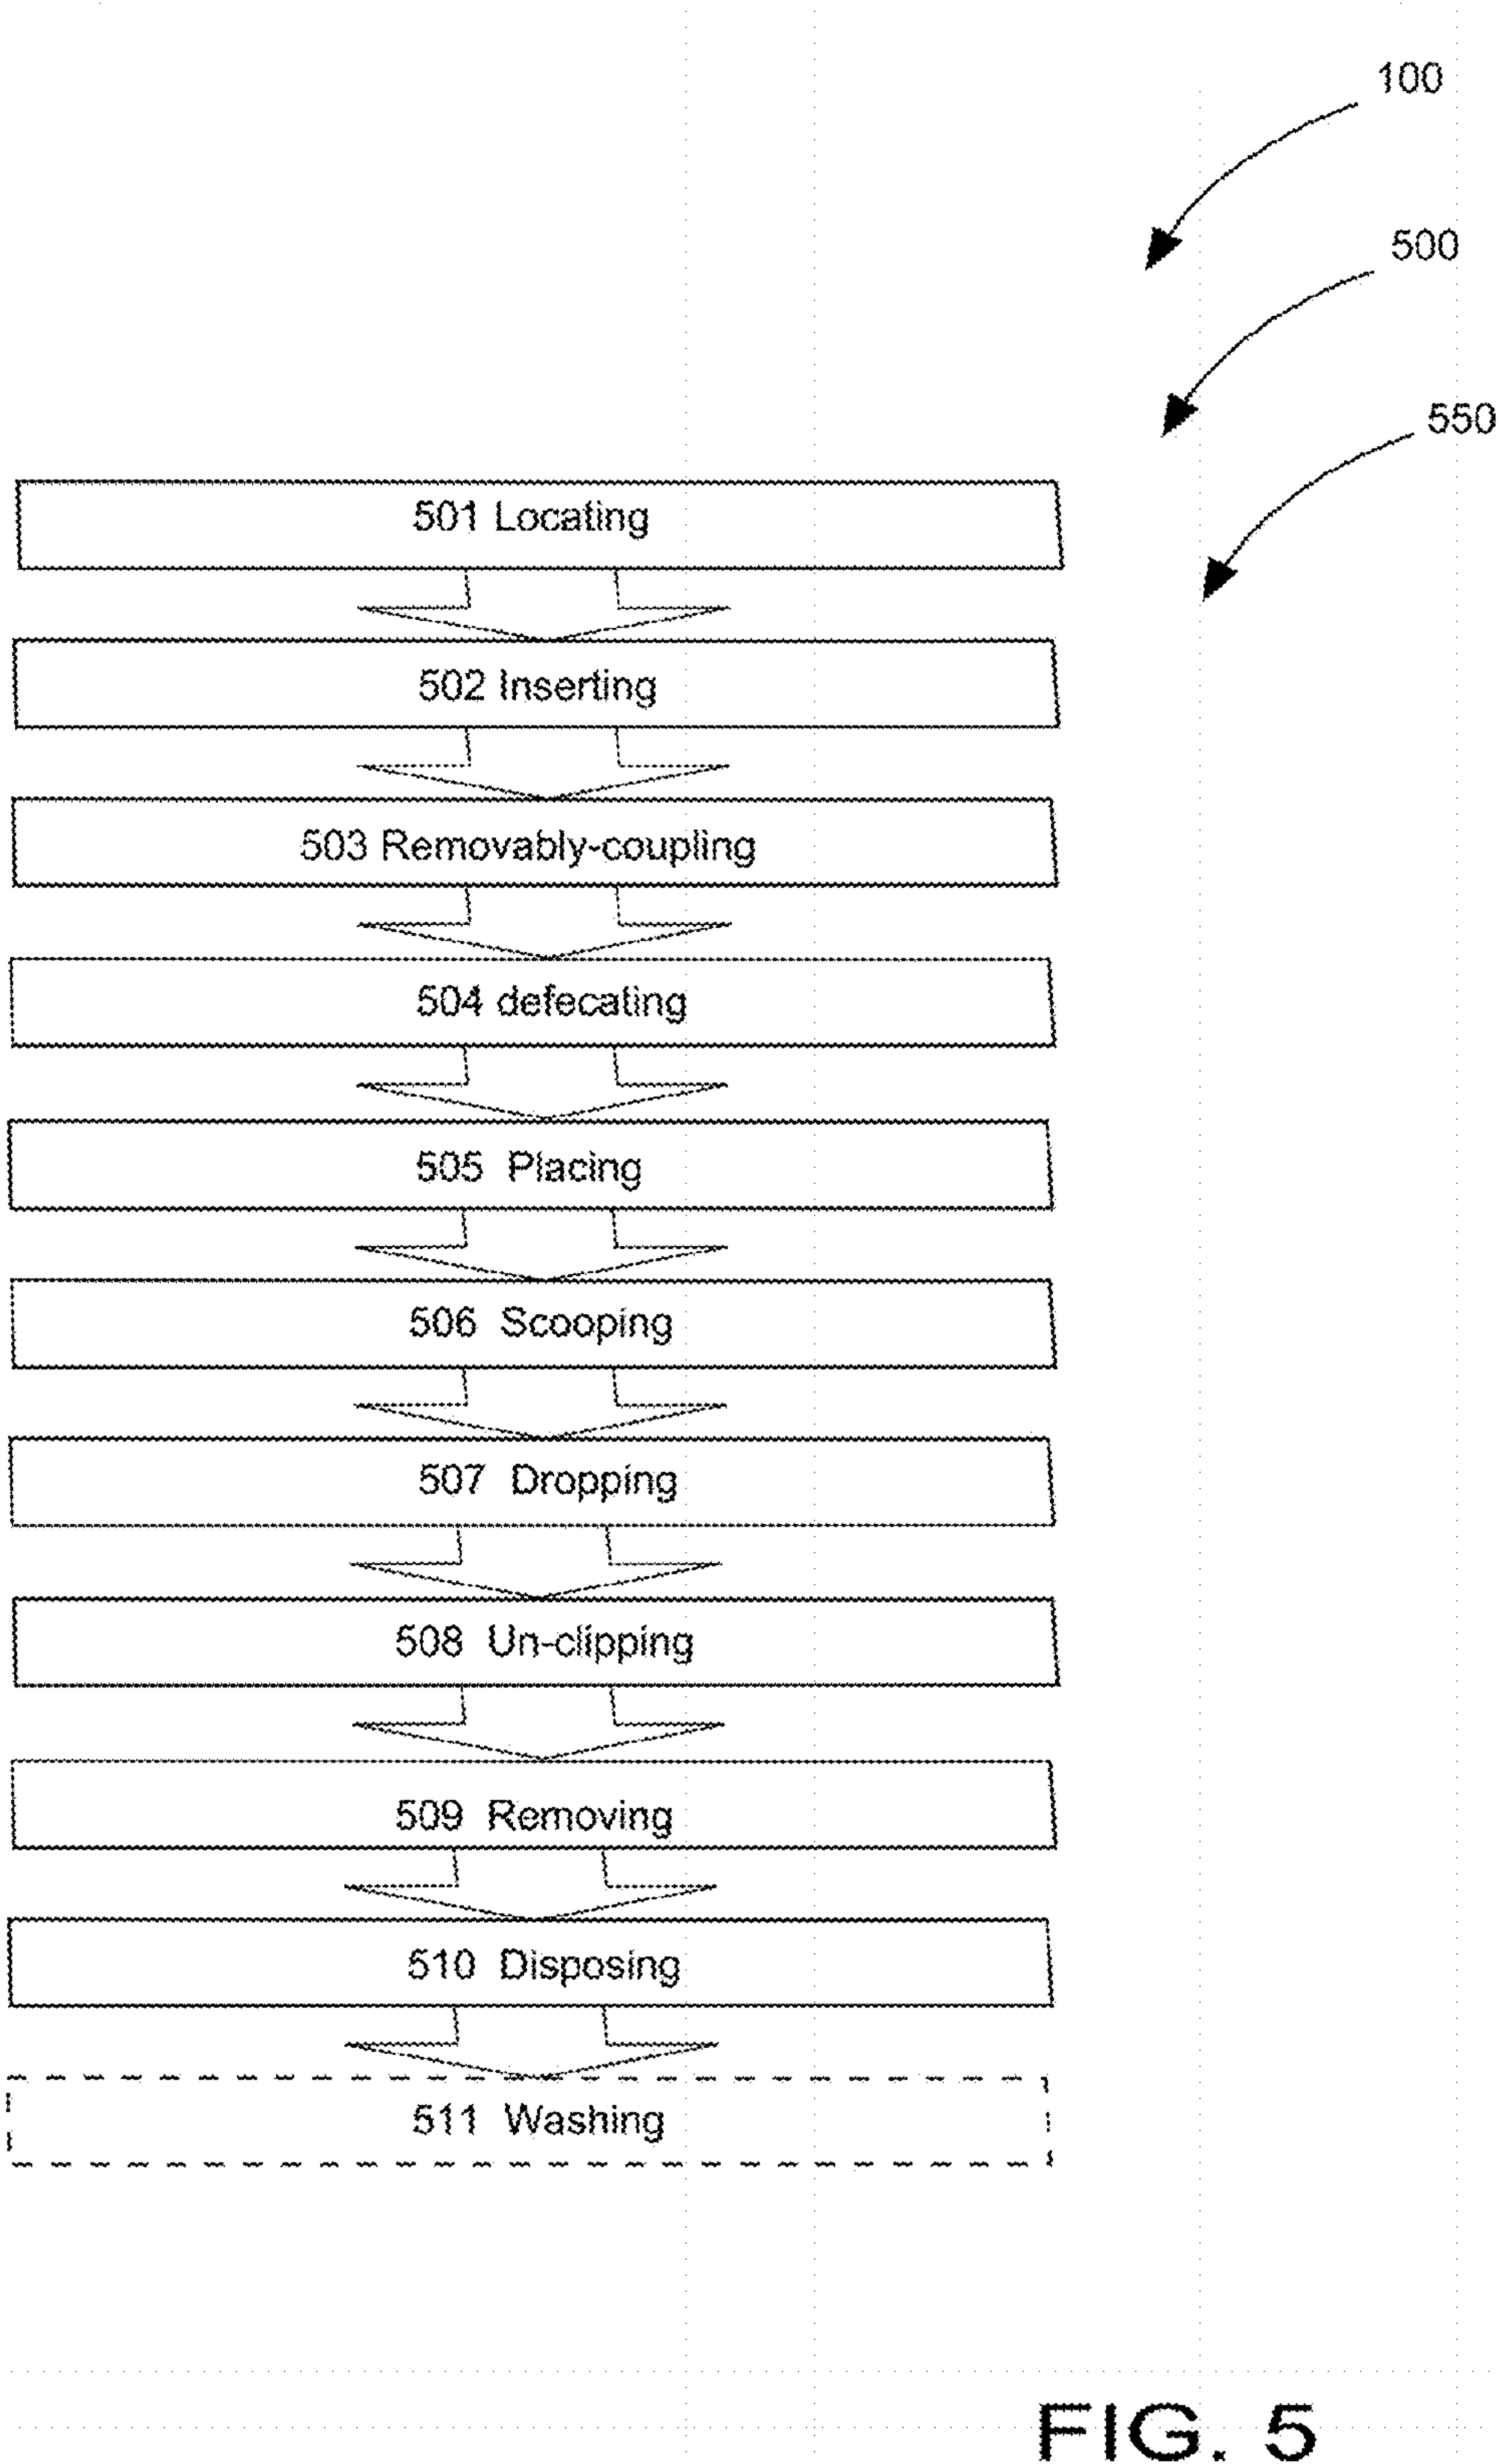 100
500
550
501 Locating
502 Inserting
503 Removably-coupling
504 defecating
505 Placing
506 Scooping
507 Dropping
508 Un-clipping
509 Removing
510 Disposing
511 Washing
FIG. 5